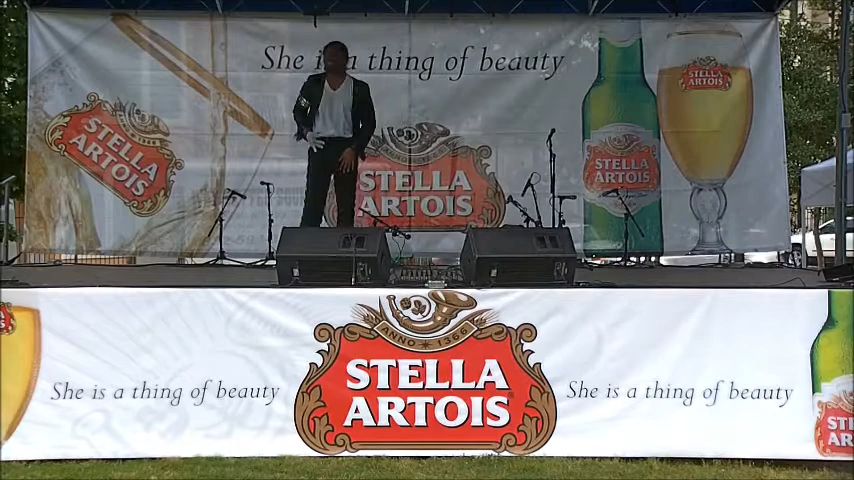 She is a thing of beauty
STELLA
ARTOIS
STELLA
ARTOIS
STELLA
ARTOIS
STELLA
ARTOIS
ANNO 1366
STELLA
ARTOIS
She is a thing of beauty
She is a thing of beauty